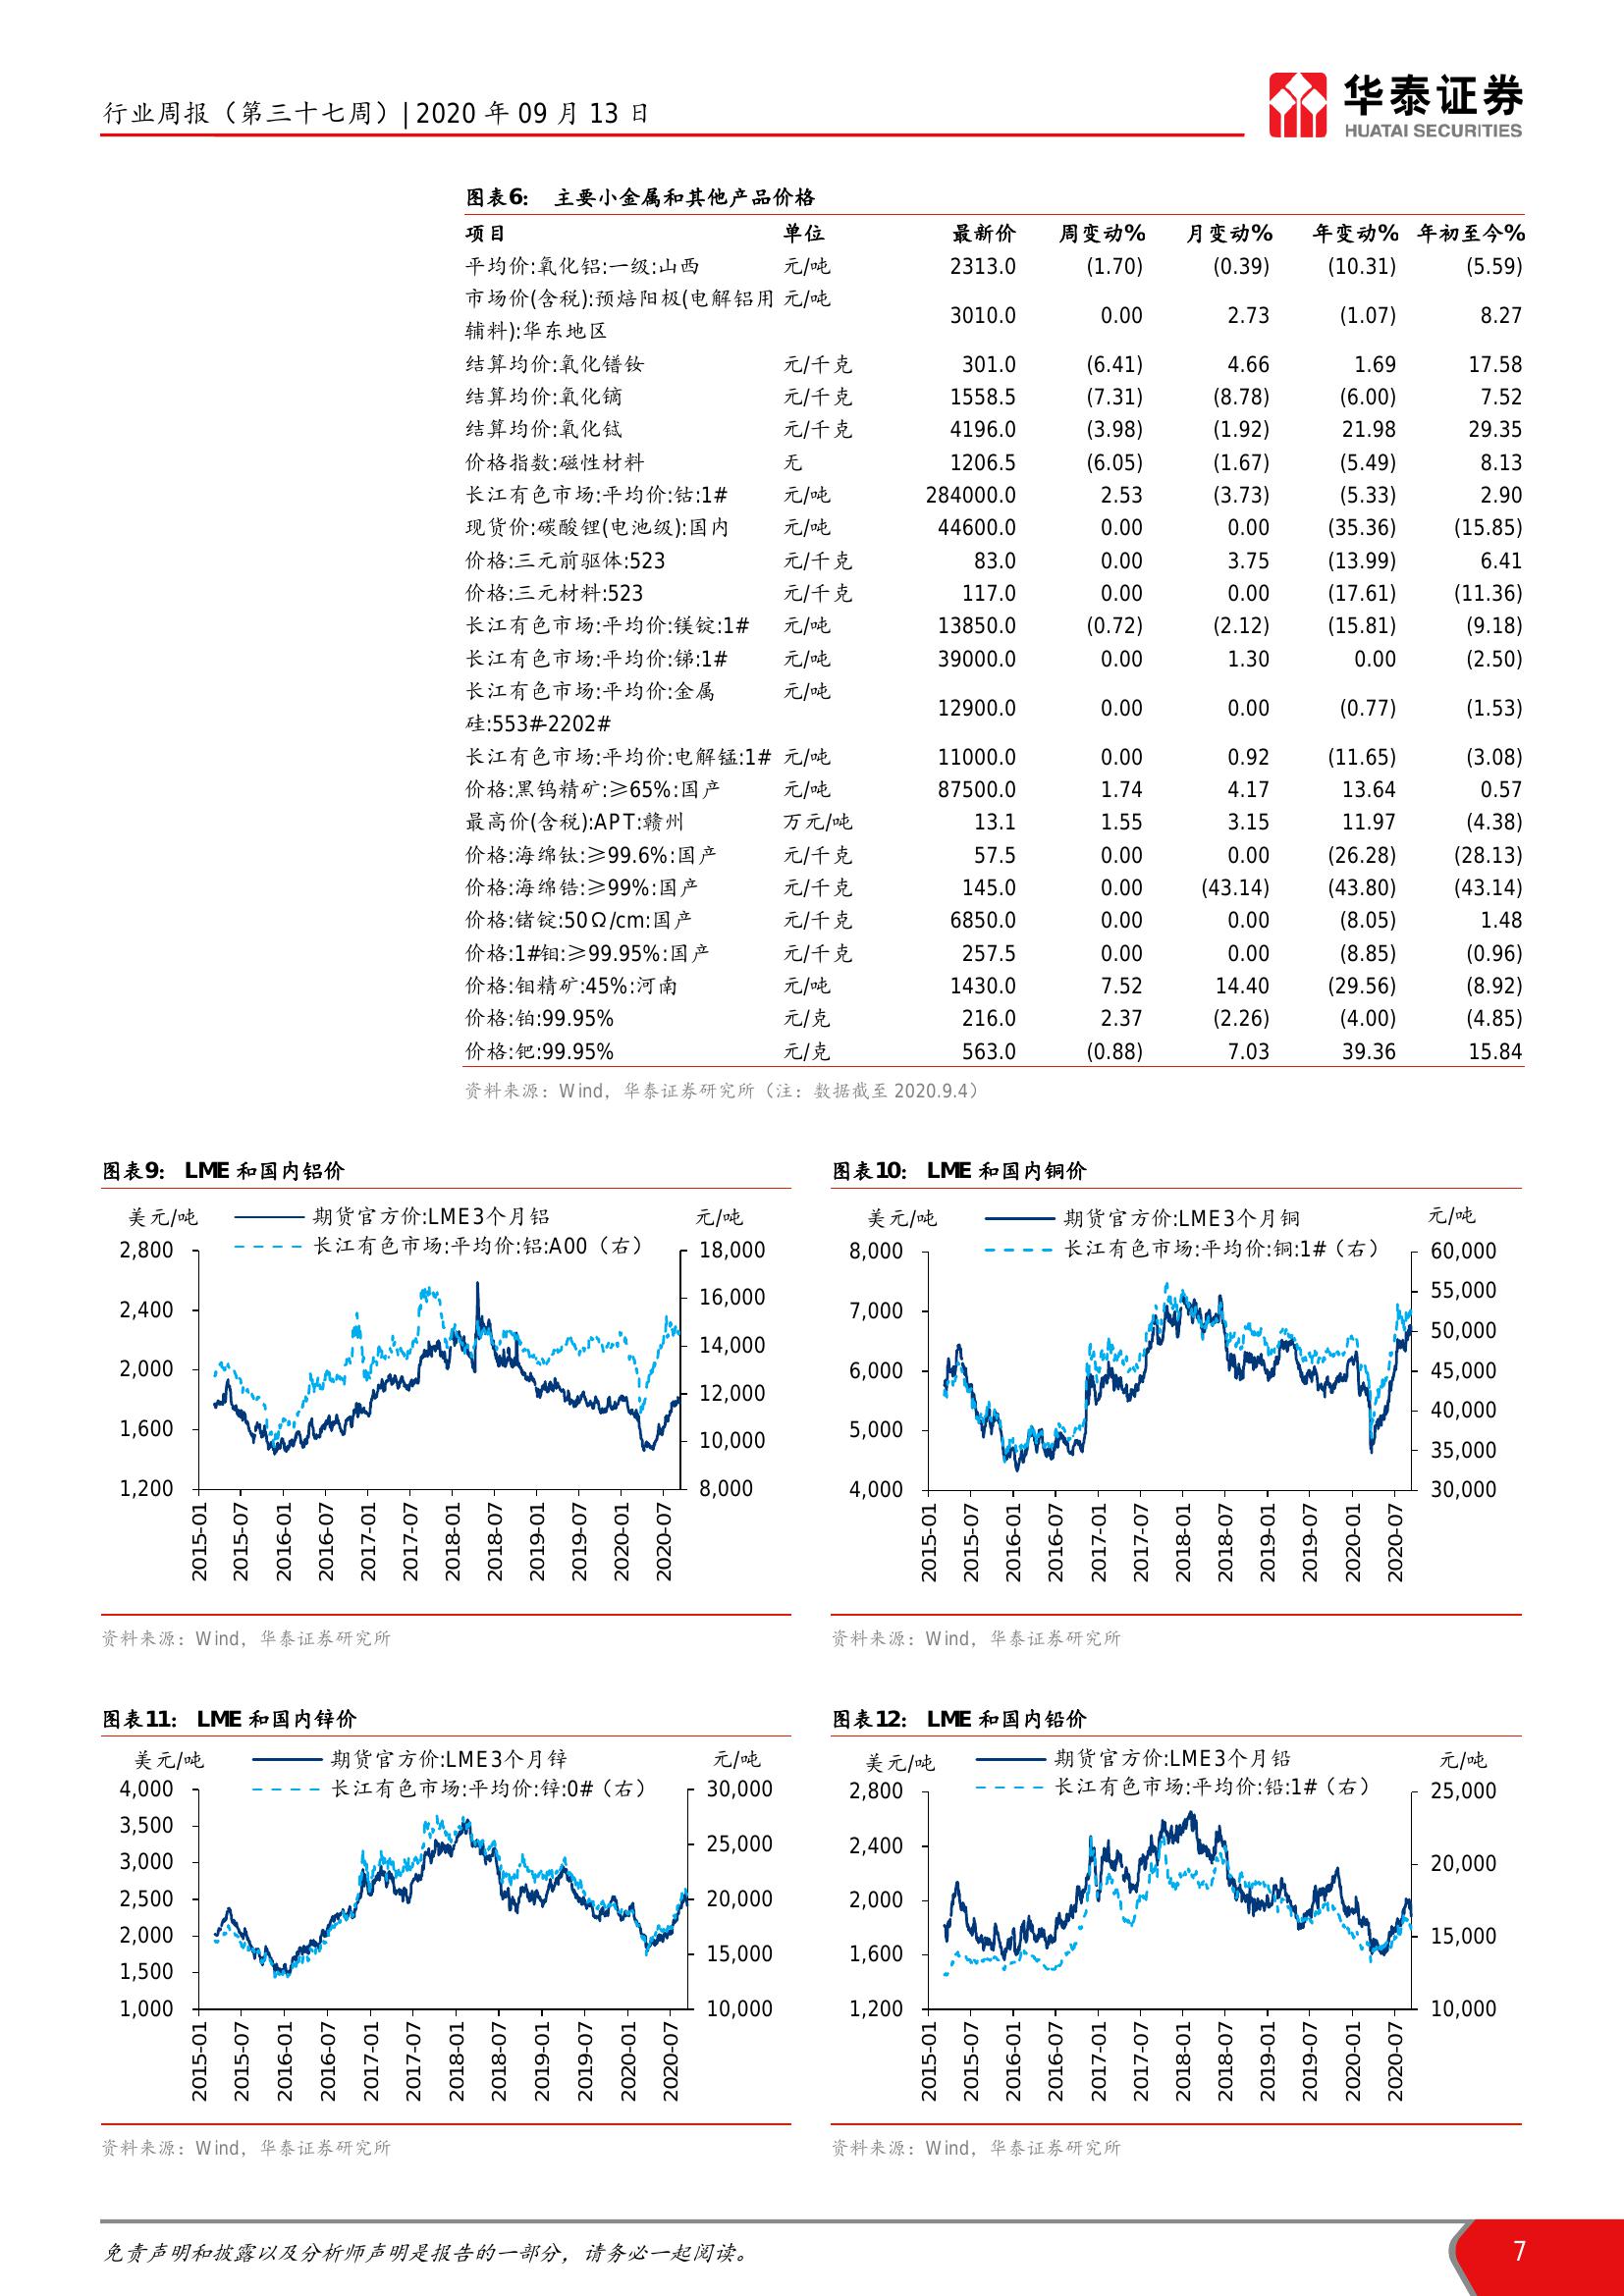 行业周报（第三十七周）| 2020 年 09 月 13 日
华泰证券
HUATAI SECURITIES
图表6： 主要小金属和其他产品价格
项目 单位 最新价 周变动% 月变动% 年变动% 年初至今%
平均价:氧化铝:一级:山西 元/吨 2313.0 (1.70) (0.39) (10.31) (5.59)
市场价(含税):预焙阳极(电解铝用 元/吨
辅料):华东地区 3010.0 0.00 2.73 (1.07) 8.27
结算均价:氧化镨钕 元/千克 301.0 (6.41) 4.66 1.69 17.58
结算均价:氧化镝 元/千克 1558.5 (7.31) (8.78) (6.00) 7.52
结算均价:氧化铽 元/千克 4196.0 (3.98) (1.92) 21.98 29.35
价格指数:磁性材料 无 1206.5 (6.05) (1.67) (5.49) 8.13
长江有色市场:平均价:钴:1# 元/吨 284000.0 2.53 (3.73) (5.33) 2.90
现货价:碳酸锂(电池级):国内 元/吨 44600.0 0.00 0.00 (35.36) (15.85)
价格:三元前驱体:523 元/千克 83.0 0.00 3.75 (13.99) 6.41
价格:三元材料:523 元/千克 117.0 0.00 0.00 (17.61) (11.36)
长江有色市场:平均价:镁锭:1# 元/吨 13850.0 (0.72) (2.12) (15.81) (9.18)
长江有色市场:平均价:锑:1# 元/吨 39000.0 0.00 1.30 0.00 (2.50)
长江有色市场:平均价:金属 元/吨
硅:553#-2202# 12900.0 0.00 0.00 (0.77) (1.53)
长江有色市场:平均价:电解锰:1# 元/吨 11000.0 0.00 0.92 (11.65) (3.08)
价格:黑钨精矿:≥65%:国产 元/吨 87500.0 1.74 4.17 13.64 0.57
最高价(含税):APT:赣州 万元/吨 13.1 1.55 3.15 11.97 (4.38)
价格:海绵钛:≥99.6%:国产 元/千克 57.5 0.00 0.00 (26.28) (28.13)
价格:海绵锆:≥99%:国产 元/千克 145.0 0.00 (43.14) (43.80) (43.14)
价格:锗锭:50Ω/cm:国产 元/千克 6850.0 0.00 0.00 (8.05) 1.48
价格:1#钼:≥99.95%:国产 元/千克 257.5 0.00 0.00 (8.85) (0.96)
价格:钼精矿:45%:河南 元/吨 1430.0 7.52 14.40 (29.56) (8.92)
价格:铂:99.95% 元/克 216.0 2.37 (2.26) (4.00) (4.85)
价格:钯:99.95% 元/克 563.0 (0.88) 7.03 39.36 15.84
资料来源：Wind，华泰证券研究所（注：数据截至 2020.9.4）
图表9： LME 和国内铝价
美元/吨 期货官方价:LME3个月铝 元/吨
长江有色市场:平均价:铝:A00（右）
2,800 18,000
16,000
2,400
14,000
2,000
12,000
1,600
10,000
1,200 8,000
2015-01 2015-07 2016-01 2016-07 2017-01 2017-07 2018-01 2018-07 2019-01 2019-07 2020-01 2020-07
资料来源：Wind，华泰证券研究所
图表10： LME 和国内铜价
美元/吨 期货官方价:LME3个月铜 元/吨
长江有色市场:平均价:铜:1#（右）
8,000 60,000
55,000
7,000
50,000
6,000 45,000
40,000
5,000
35,000
4,000 30,000
2015-01 2015-07 2016-01 2016-07 2017-01 2017-07 2018-01 2018-07 2019-01 2019-07 2020-01 2020-07
资料来源：Wind，华泰证券研究所
图表11： LME 和国内锌价
美元/吨 期货官方价:LME3个月锌 元/吨
长江有色市场:平均价:锌:0#（右）
4,000 30,000
3,500
25,000
3,000
2,500 20,000
2,000
15,000
1,500
1,000 10,000
2015-01 2015-07 2016-01 2016-07 2017-01 2017-07 2018-01 2018-07 2019-01 2019-07 2020-01 2020-07
资料来源：Wind，华泰证券研究所
图表12： LME 和国内铅价
美元/吨 期货官方价:LME3个月铅 元/吨
长江有色市场:平均价:铅:1#（右）
2,800 25,000
2,400
20,000
2,000
15,000
1,600
1,200 10,000
2015-01 2015-07 2016-01 2016-07 2017-01 2017-07 2018-01 2018-07 2019-01 2019-07 2020-01 2020-07
资料来源：Wind，华泰证券研究所
免责声明和披露以及分析师声明是报告的一部分，请务必一起阅读。 7